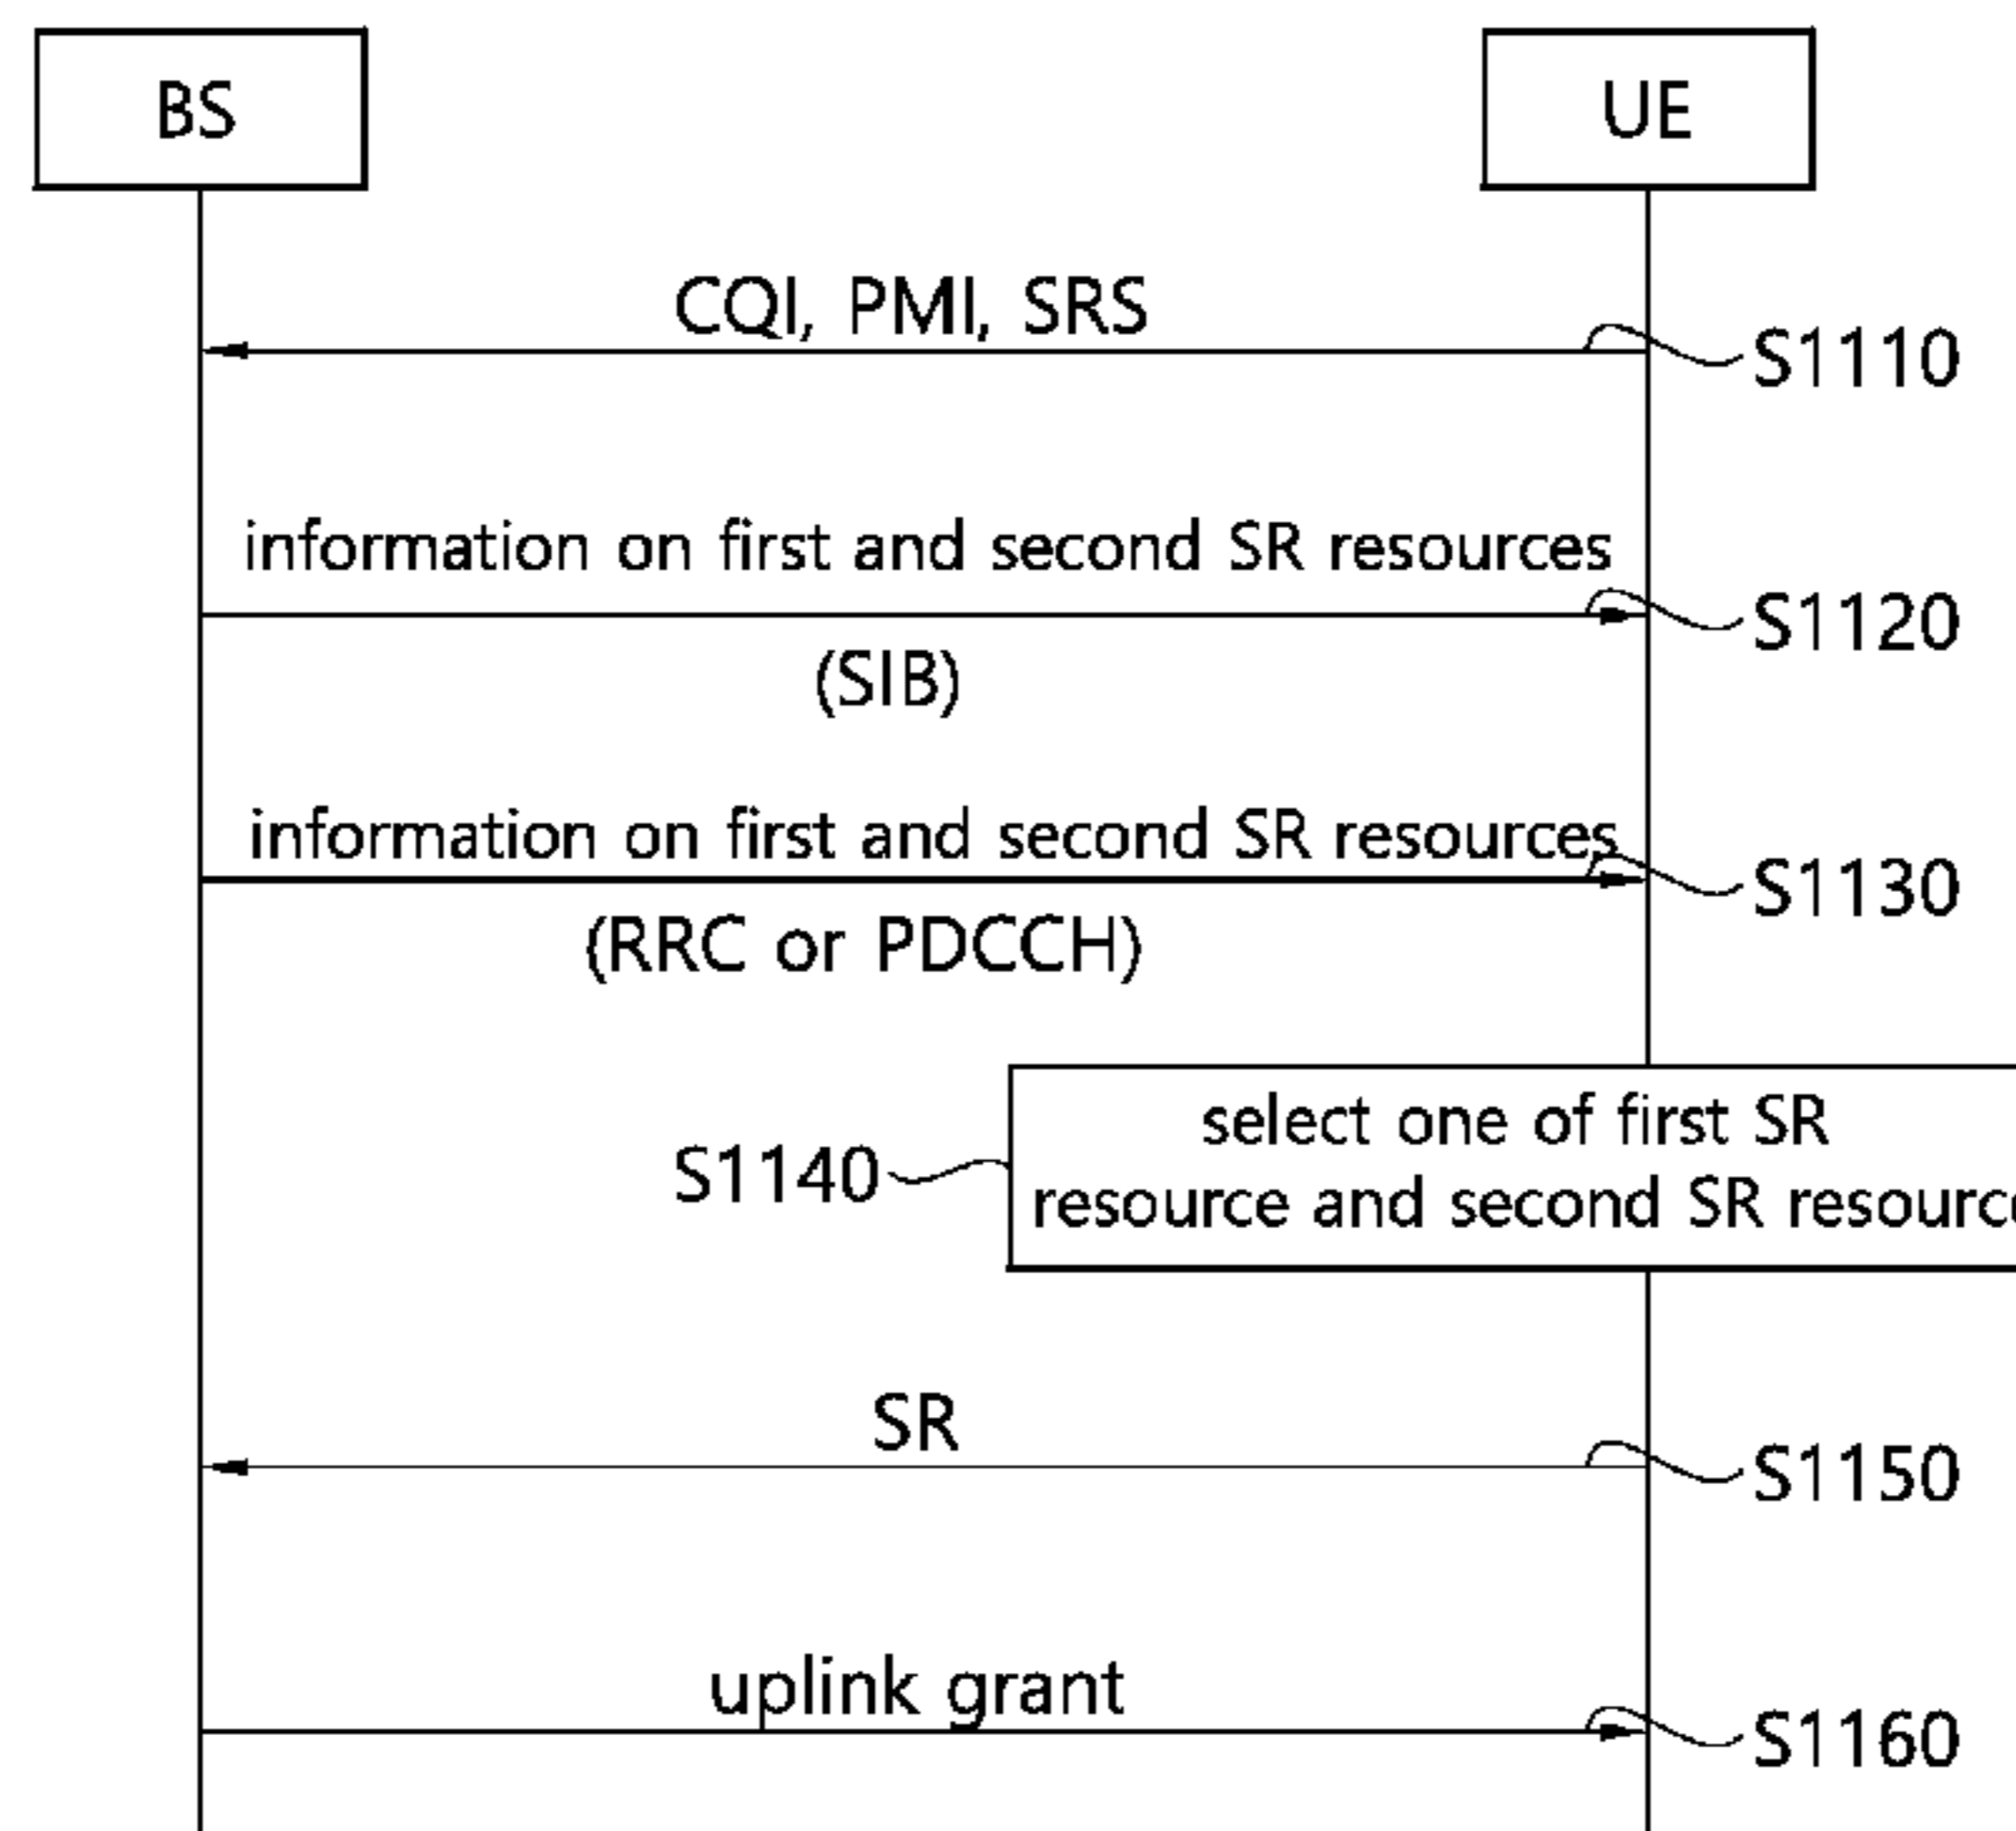 BS
UE
CQI, PMI, SRS
S1110
information on first and second SR resources
S1120
(SIB)
information on first and second SR resources
S1130
(RRC or PDCCH)
select one of first SR
S1140
resource and second SR resource
SR
S1150
uplink grant
S1160